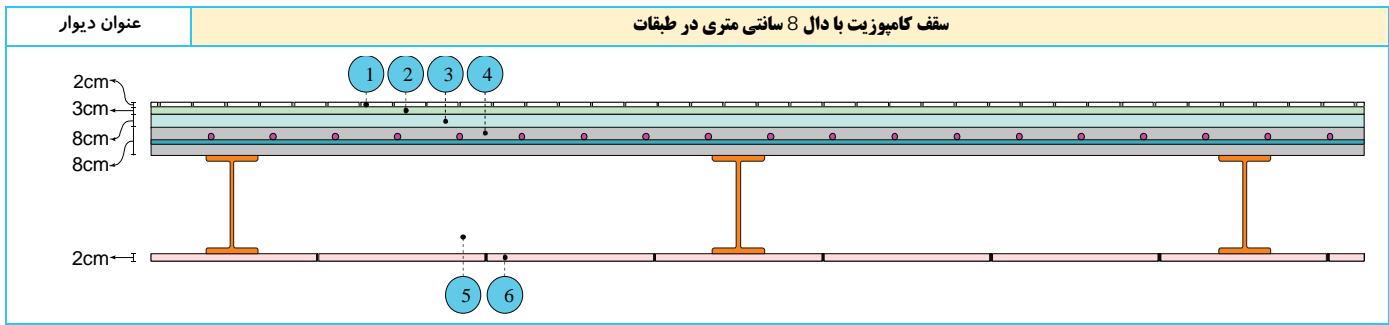 عنوان دیوار
سقف کامپوزیت با دال 8 سانتی متری در طبقات
1 2 3 4
2cm
3cm
8cm
8cm
2cm
5 6